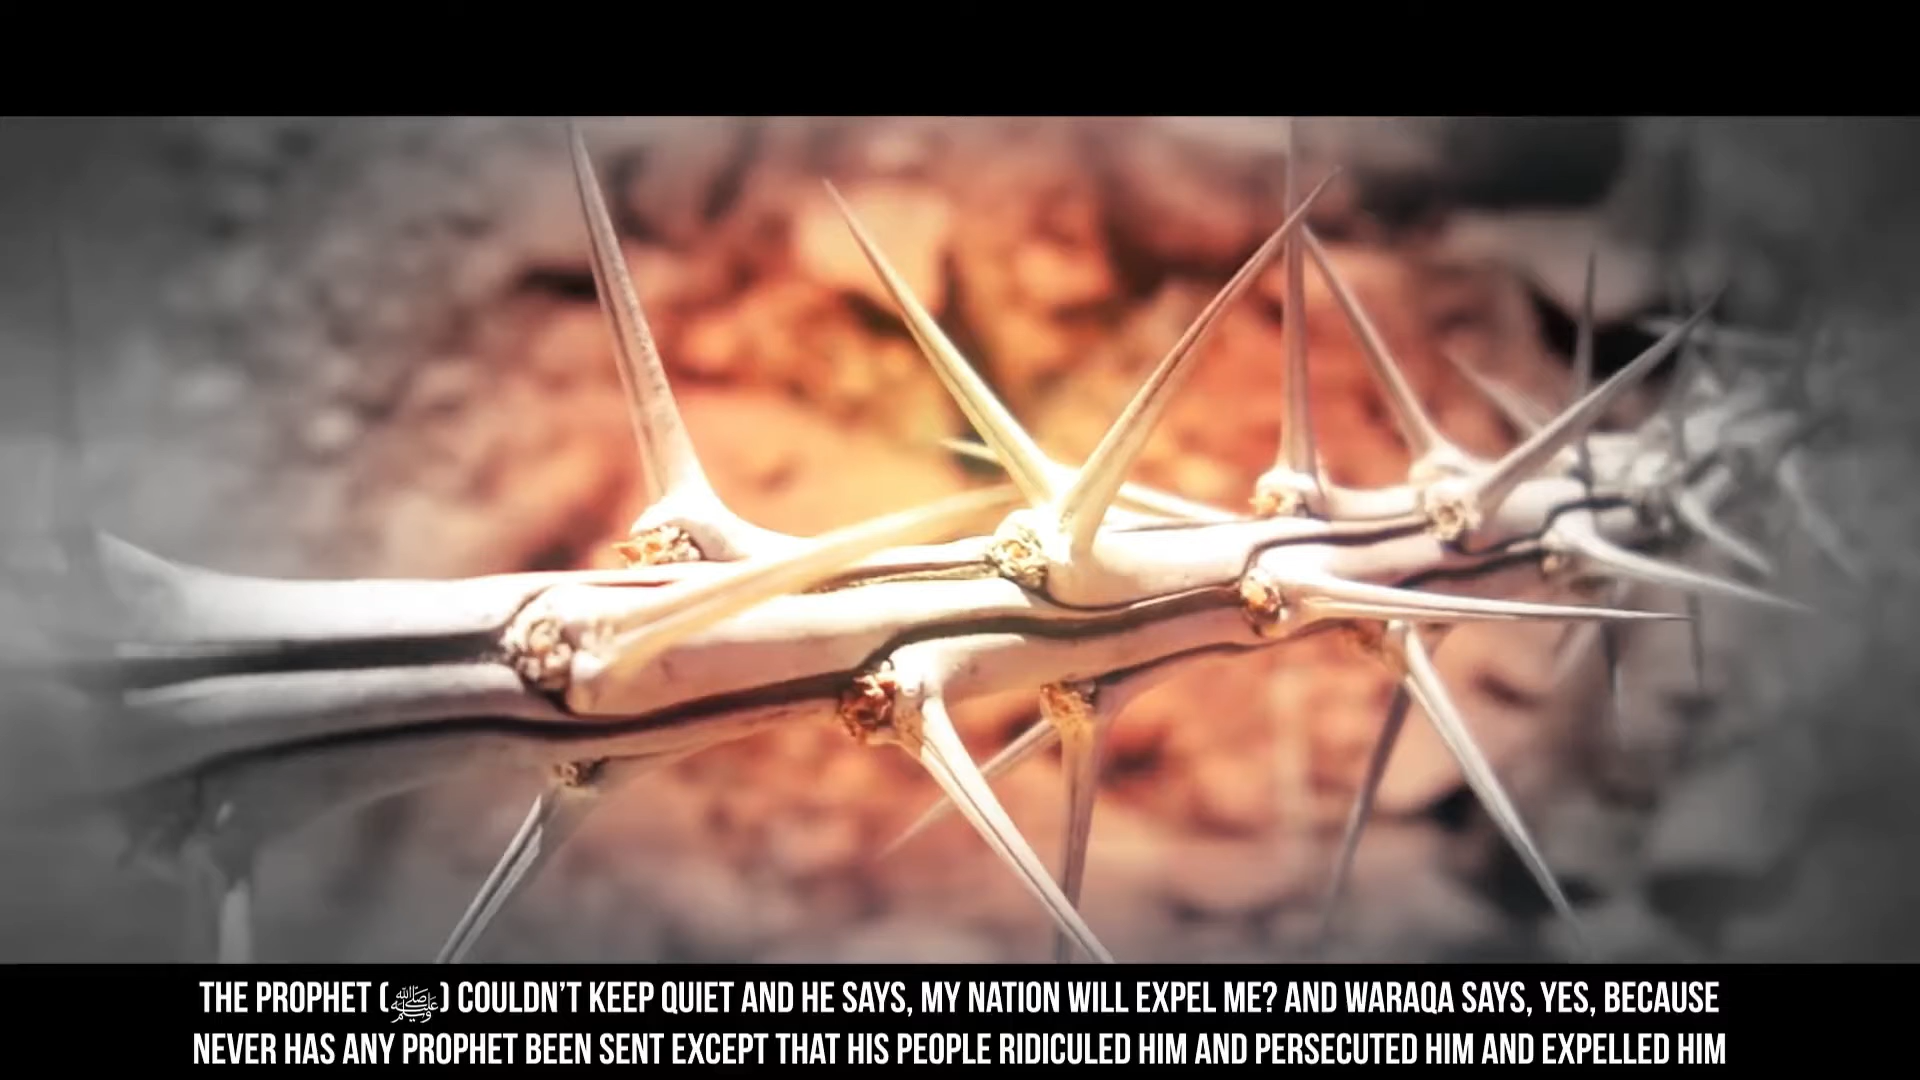 THE PROPHET (ﷺ) COULDN'T KEEP QUIET AND HE SAYS, MY NATION WILL EXPEL ME? AND WARAQA SAYS, YES, BECAUSE
NEVER HAS ANY PROPHET BEEN SENT EXCEPT THAT HIS PEOPLE RIDICULED HIM AND PERSECUTED HIM AND EXPELLED HIM